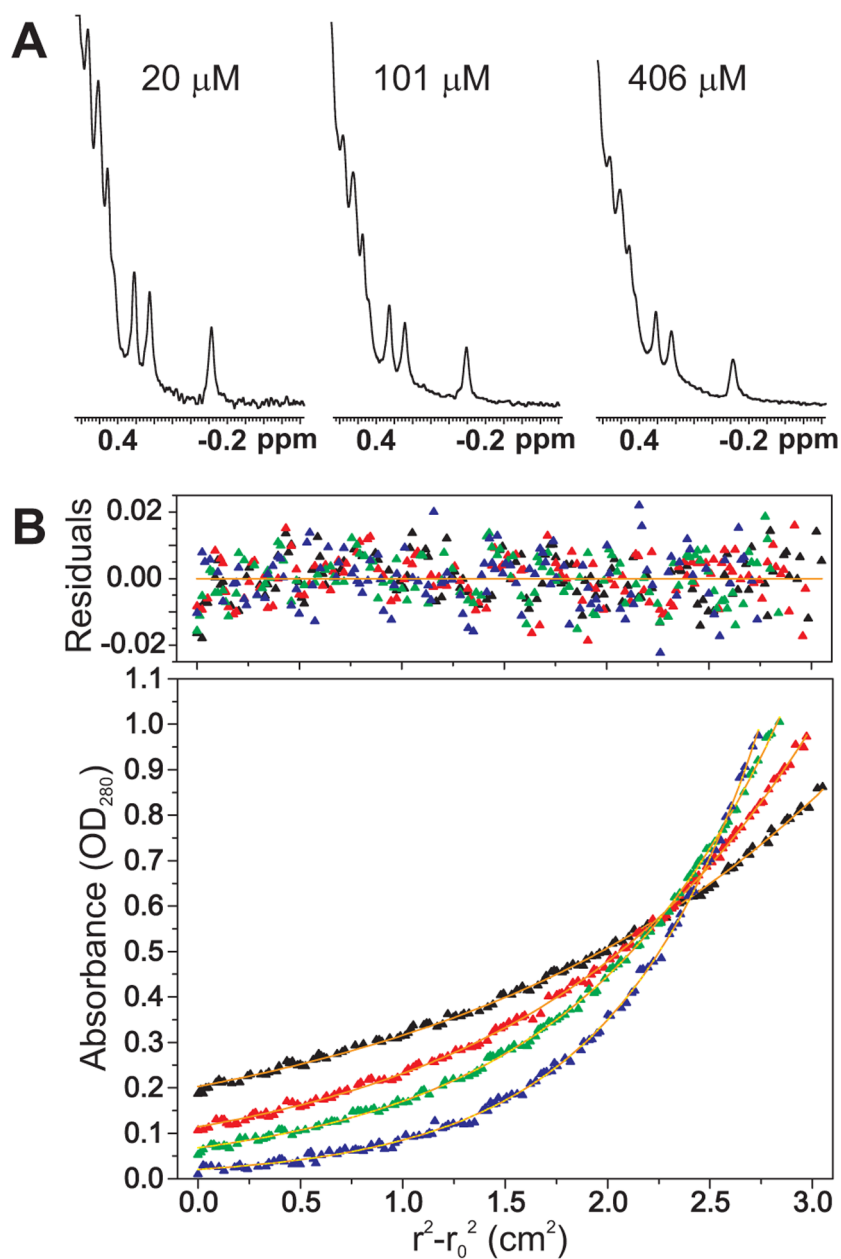 A
20 μM 101 μM 406 μM
0.4 -0.2 ppm 0.4 -0.2 ppm 0.4 -0.2 ppm
B
Residuals
0.02
0.00
-0.02
Absorbance (OD280)
1.1
1.0
0.9
0.8
0.7
0.6
0.5
0.4
0.3
0.2
0.1
0.0
0.0 0.5 1.0 1.5 2.0 2.5 3.0
r²-r₀² (cm²)